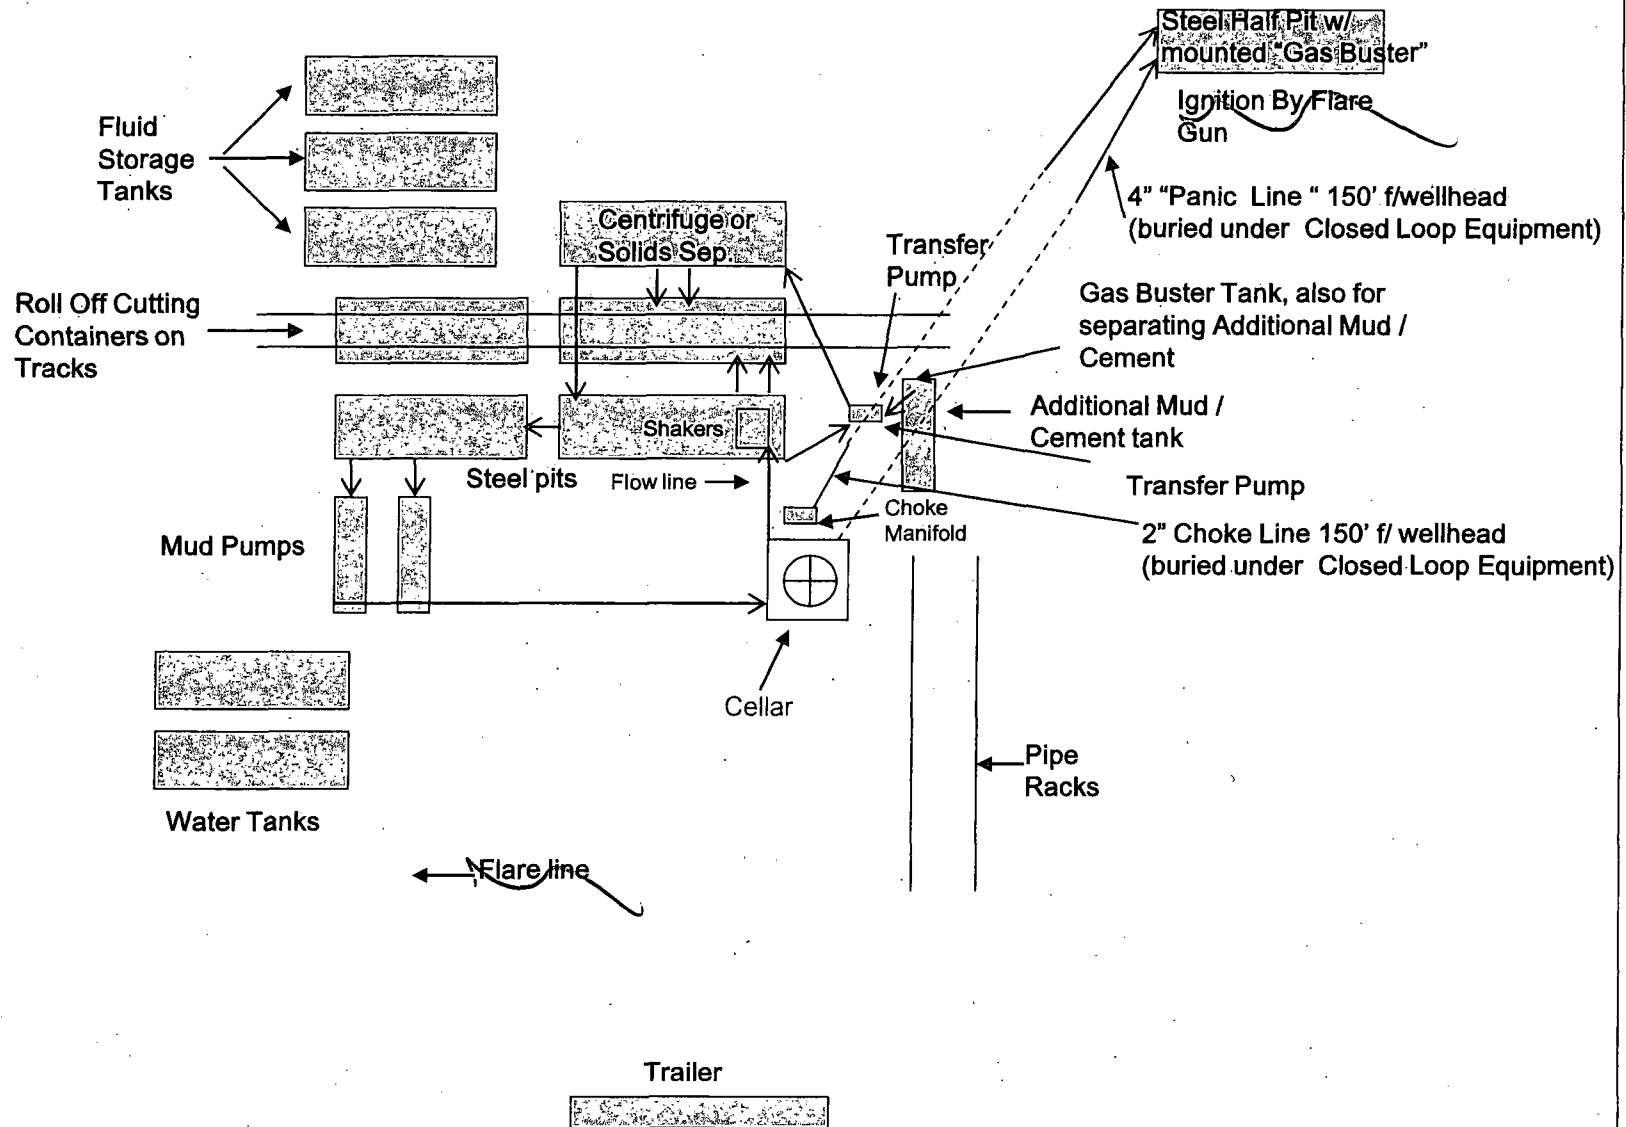 Steel Half Pit w/
mounted "Gas Buster"
Ignition By Flare
Gun
Fluid
Storage
Tanks
4" "Panic Line " 150' f/wellhead
(buried under Closed Loop Equipment)
Centrifuge or
Solids Sep.
Transfer
Pump
Roll Off Cutting
Containers on
Tracks
Gas Buster Tank, also for
separating Additional Mud /
Cement
Additional Mud /
Cement tank
Shakers
Steel pits
Flow line
Transfer Pump
Choke
Manifold
2" Choke Line 150' f/ wellhead
(buried under Closed Loop Equipment)
Mud Pumps
Cellar
Pipe
Racks
Water Tanks
Flare line
Trailer